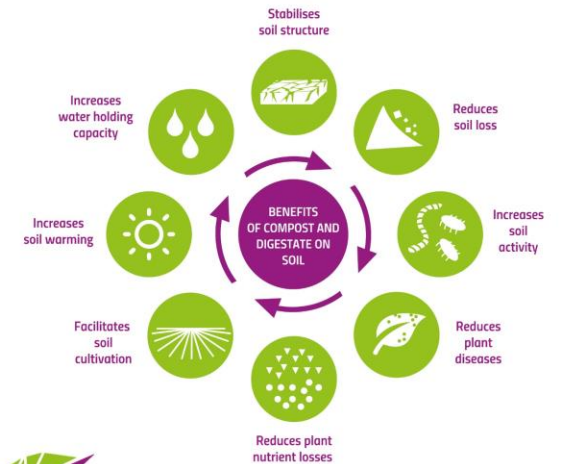 Stabilises
soil structure
Reduces
soil loss
Increases
soil
activity
Reduces
plant
diseases
Reduces plant
nutrient losses
Facilitates
soil
cultivation
Increases
soil warming
Increases
water holding
capacity
BENEFITS
OF COMPOST AND
DIGESTATE ON
SOIL